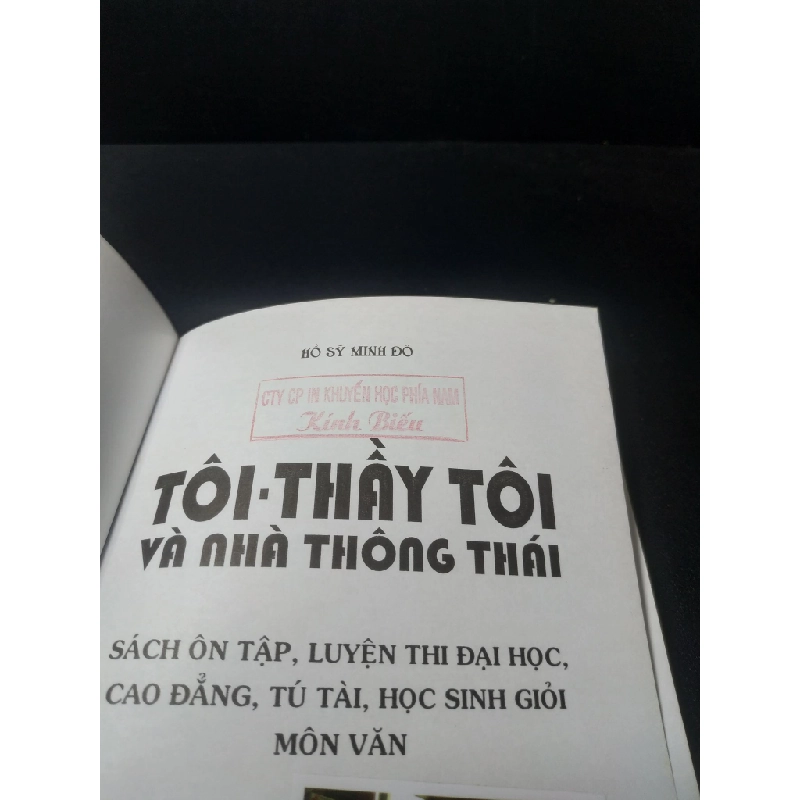 HỒ SỸ MINH ĐÔ
CTY CP IN KHUYẾN HỌC PHÍA NAM
Kính Biếu
TÔI·THẦY TÔI
VÀ NHÀ THÔNG THÁI
SÁCH ÔN TẬP, LUYỆN THI ĐẠI HỌC,
CAO ĐẲNG, TÚ TÀI, HỌC SINH GIỎI
MÔN VĂN